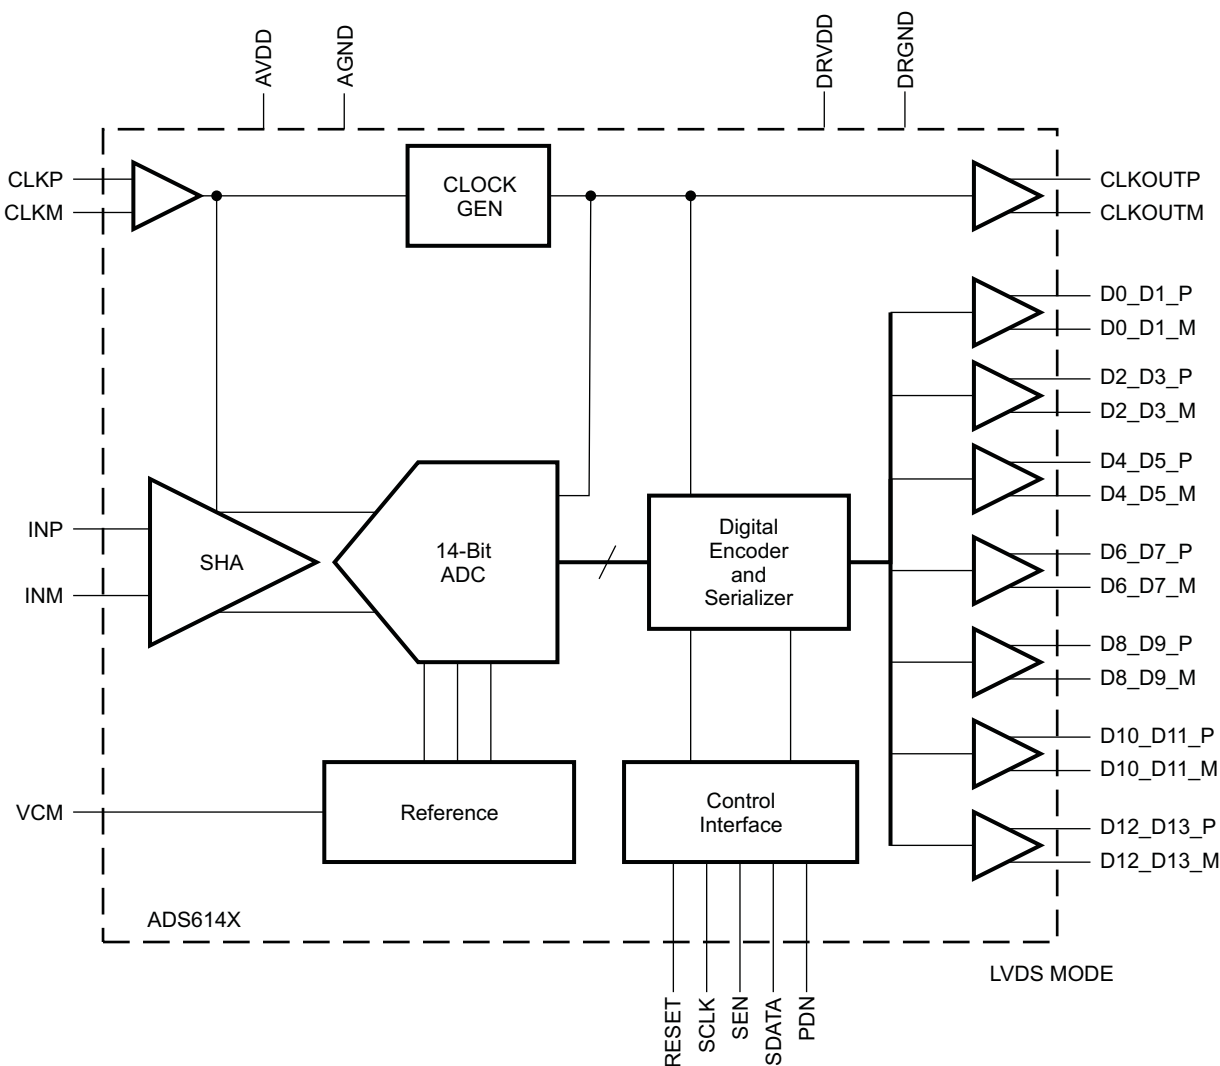 AVDD
AGND
DRVDD
DRGND
CLKP
CLKM
CLOCK
GEN
CLKOUTP
CLKOUTM
D0_D1_P
D0_D1_M
D2_D3_P
D2_D3_M
D4_D5_P
D4_D5_M
INP
INM
SHA
14-Bit
ADC
Digital
Encoder
and
Serializer
D6_D7_P
D6_D7_M
D8_D9_P
D8_D9_M
D10_D11_P
D10_D11_M
VCM
Reference
Control
Interface
D12_D13_P
D12_D13_M
ADS614X
LVDS MODE
RESET
SCLK
SEN
SDATA
PDN